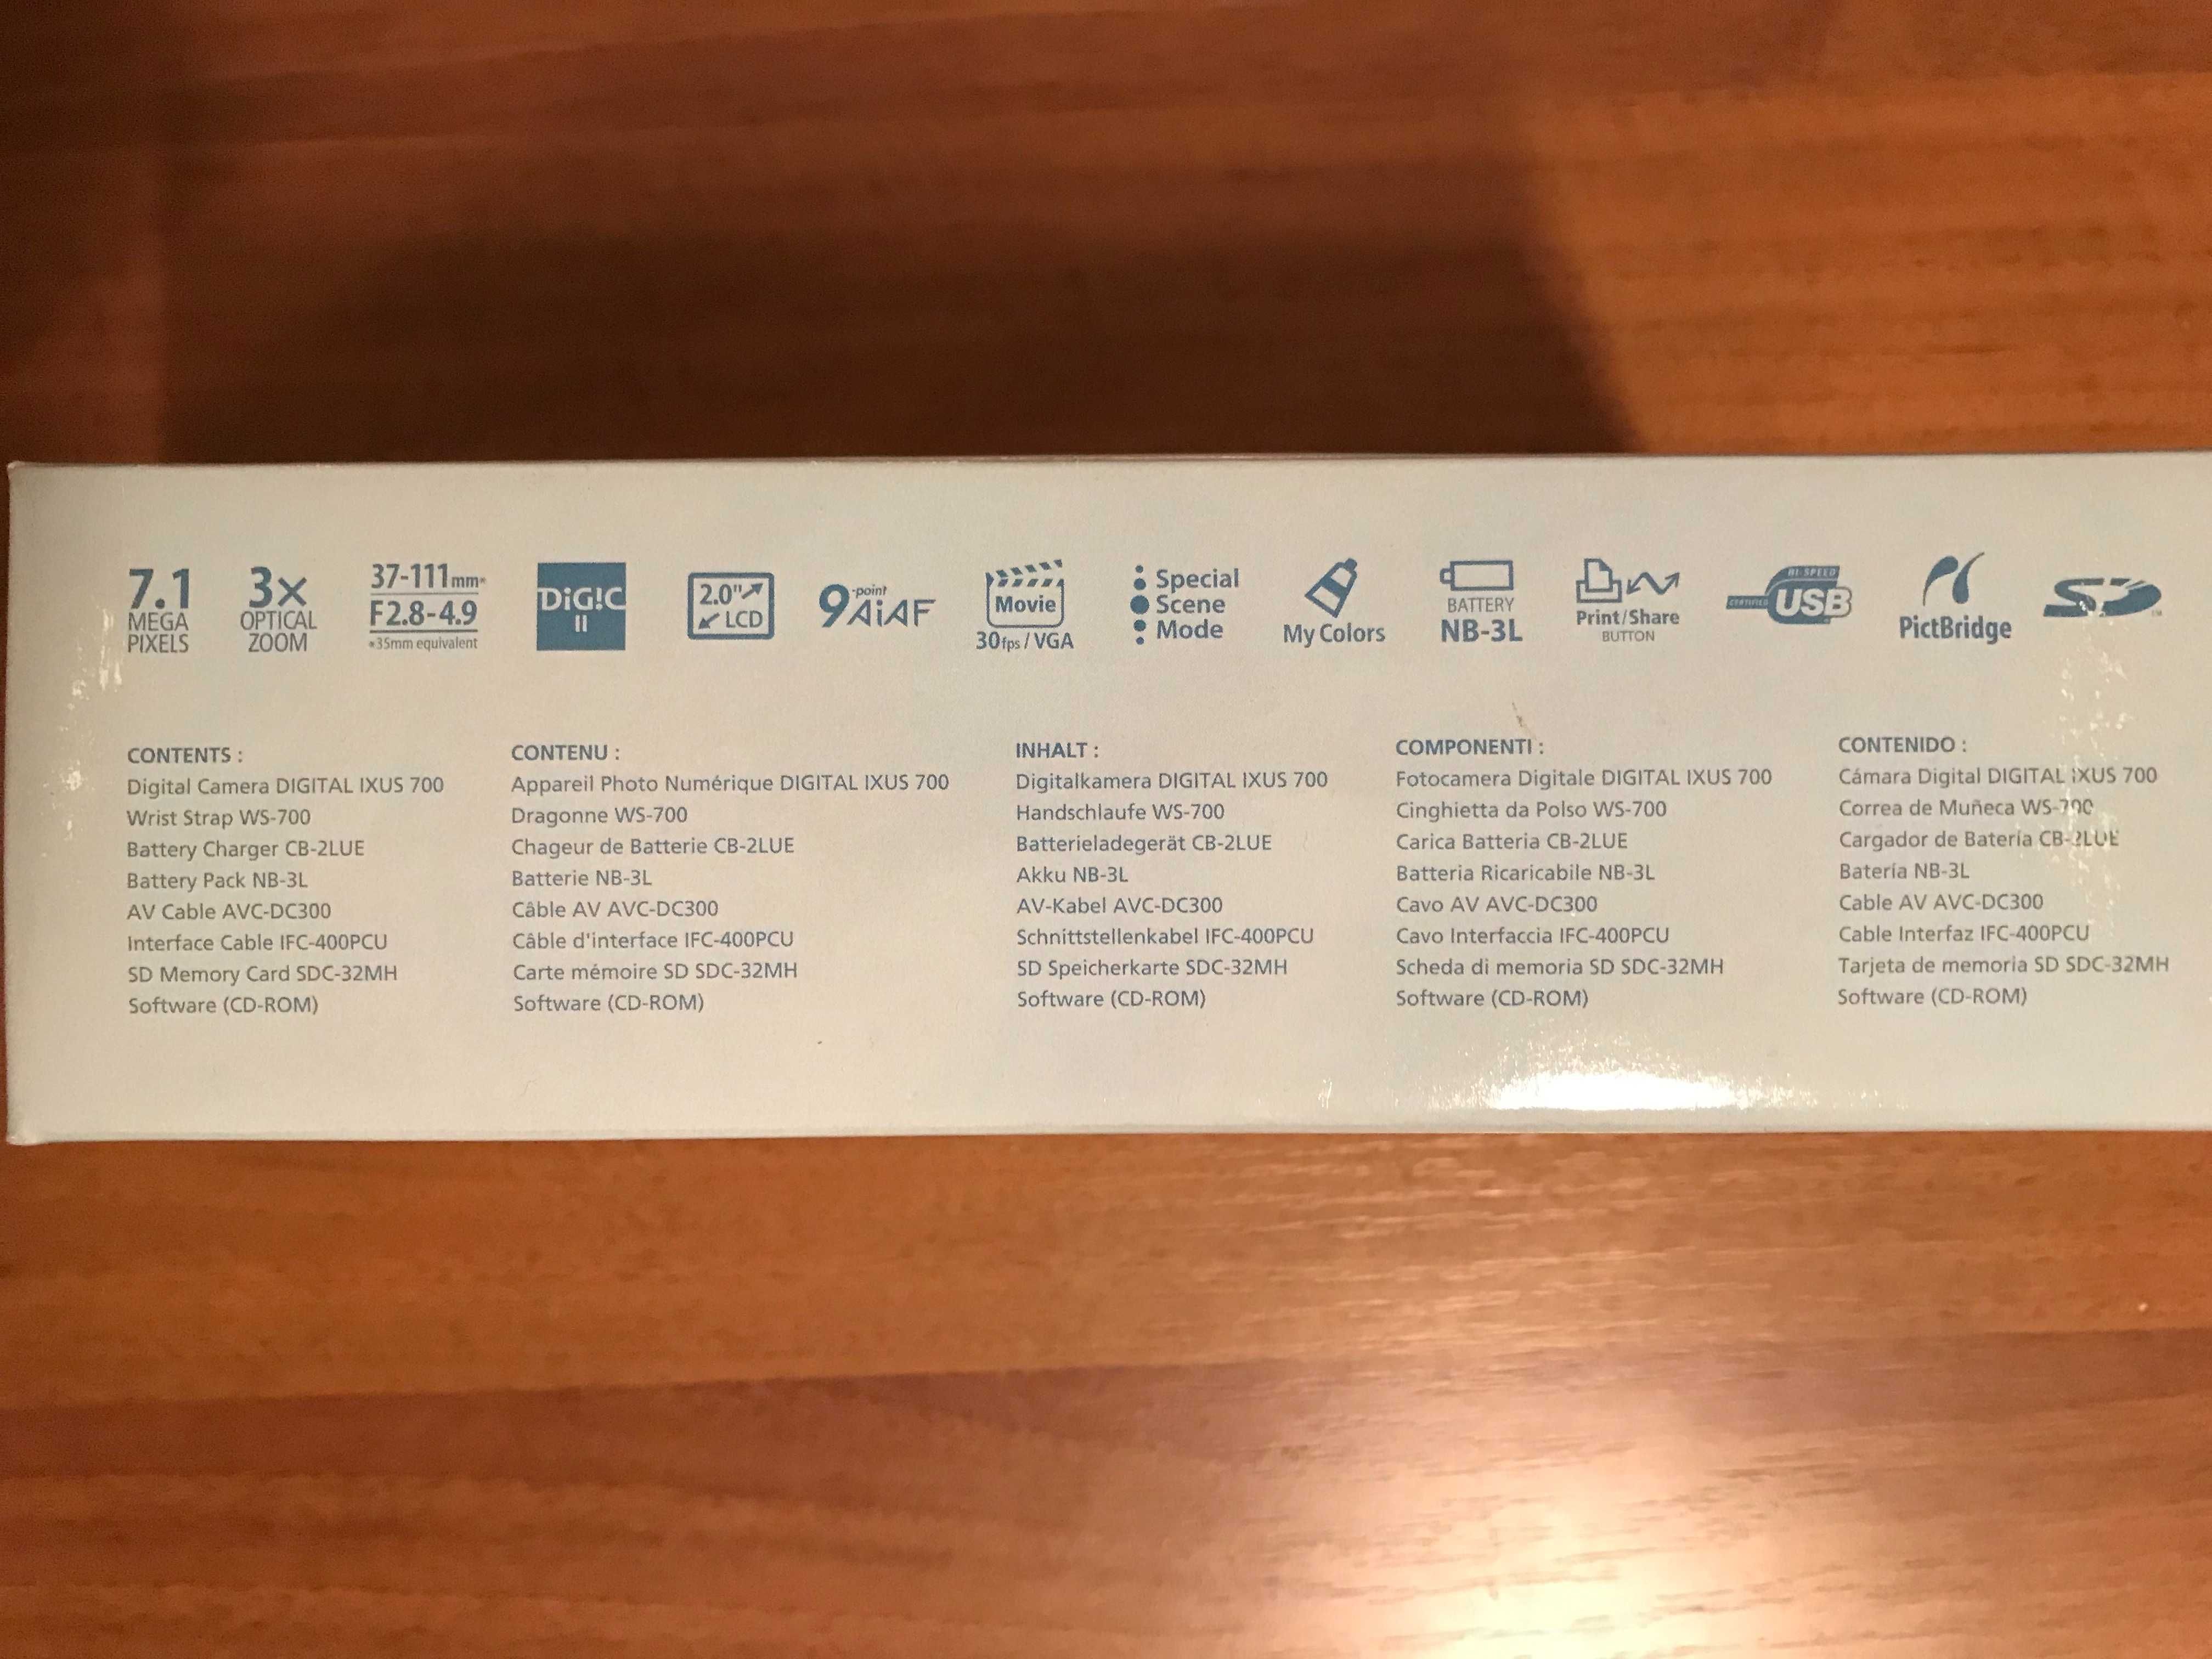 7.1
MEGA
PIXELS
3x
OPTICAL
ZOOM
37-111mm*
F2.8-4.9
*35mm equivalent
DiG!C
II
2.0"
LCD
9-point
AiAF
Movie
30fps/VGA
Special
Scene
Mode
My Colors
BATTERY
NB-3L
Print/Share
BUTTON
HI-SPEED
CERTIFIED USB
PictBridge
SD
TM
CONTENTS :
Digital Camera DIGITAL IXUS 700
Wrist Strap WS-700
Battery Charger CB-2LUE
Battery Pack NB-3L
AV Cable AVC-DC300
Interface Cable IFC-400PCU
SD Memory Card SDC-32MH
Software (CD-ROM)
CONTENU :
Appareil Photo Numérique DIGITAL IXUS 700
Dragonne WS-700
Chageur de Batterie CB-2LUE
Batterie NB-3L
Câble AV AVC-DC300
Câble d'interface IFC-400PCU
Carte mémoire SD SDC-32MH
Software (CD-ROM)
INHALT :
Digitalkamera DIGITAL IXUS 700
Handschlaufe WS-700
Batterieladegerät CB-2LUE
Akku NB-3L
AV-Kabel AVC-DC300
Schnittstellenkabel IFC-400PCU
SD Speicherkarte SDC-32MH
Software (CD-ROM)
COMPONENTI :
Fotocamera Digitale DIGITAL IXUS 700
Cinghietta da Polso WS-700
Carica Batteria CB-2LUE
Batteria Ricaricabile NB-3L
Cavo AV AVC-DC300
Cavo Interfaccia IFC-400PCU
Scheda di memoria SD SDC-32MH
Software (CD-ROM)
CONTENIDO :
Cámara Digital DIGITAL IXUS 700
Correa de Muñeca WS-700
Cargador de Batería CB-2LUE
Batería NB-3L
Cable AV AVC-DC300
Cable Interfaz IFC-400PCU
Tarjeta de memoria SD SDC-32MH
Software (CD-ROM)